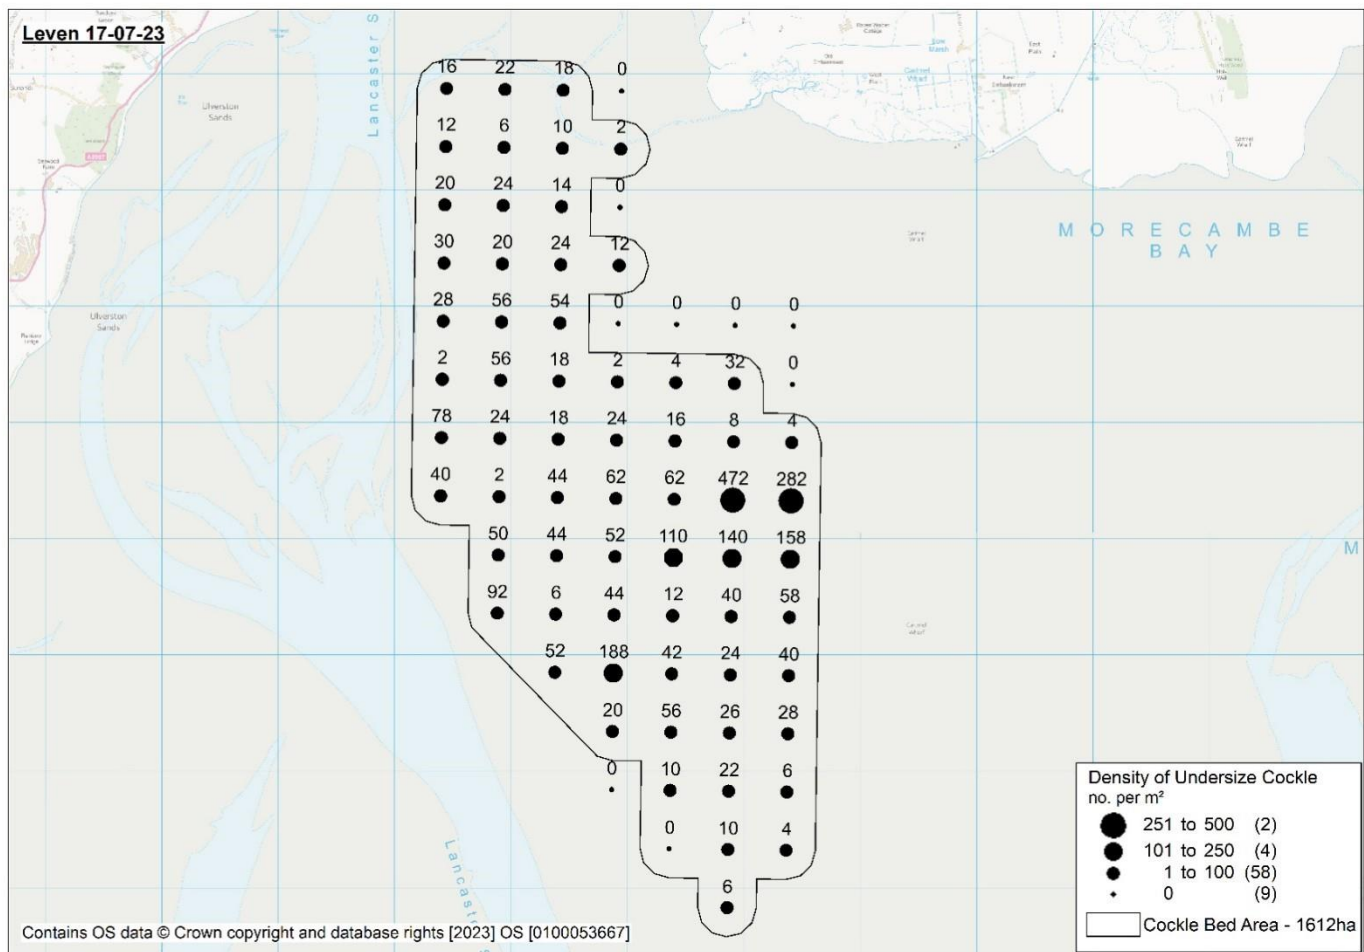 Leven 17-07-23
Lancaster S
Ulverston
Sands
16 22 18 0
12 6 10 2
20 24 14 0
30 20 24 12
28 56 54 0 0 0 0
2 56 18 2 4 32 0
78 24 18 24 16 8 4
40 2 44 62 62 472 282
50 44 52 110 140 158
92 6 44 12 40 58
52 188 42 24 40
20 56 26 28
0 10 22 6
0 10 4
6
MORECAMBE
BAY
Ulverston
Sands
M
Lancaster
Density of Undersize Cockle
no. per m²
251 to 500 (2)
101 to 250 (4)
1 to 100 (58)
0 (9)
Cockle Bed Area - 1612ha
Contains OS data © Crown copyright and database rights [2023] OS [0100053667]